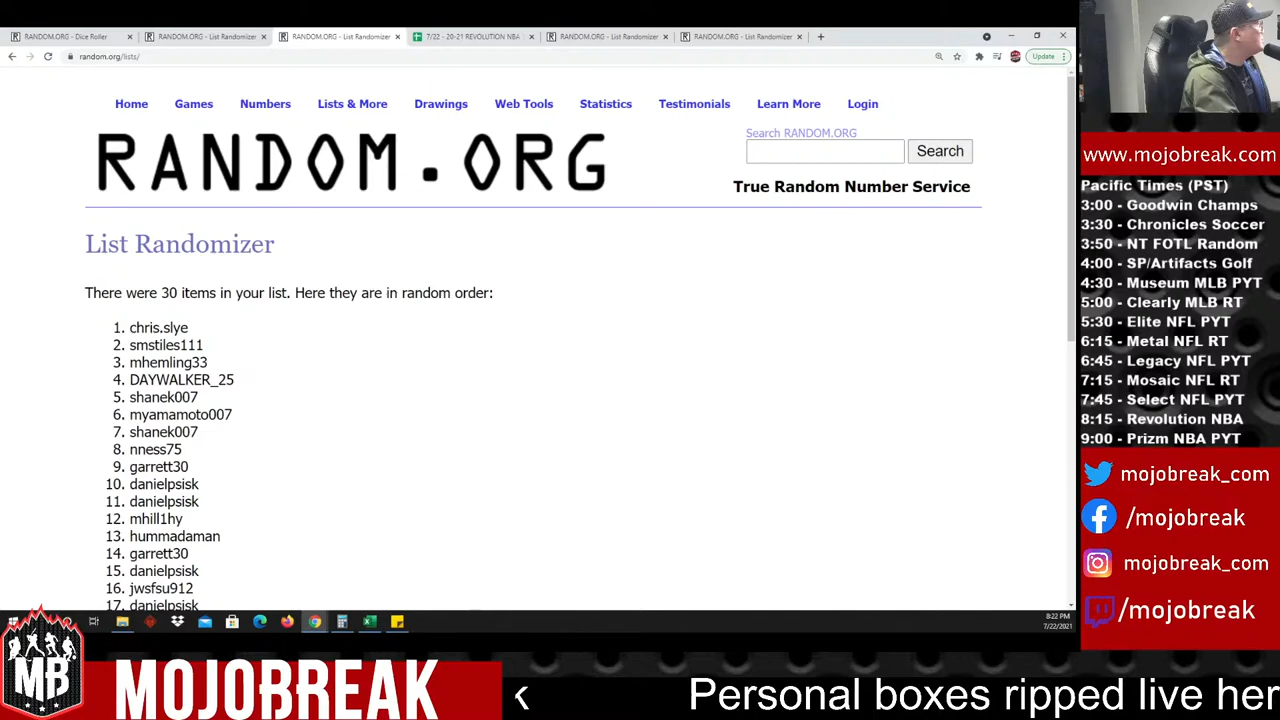 RANDOM.ORG - Dice Roller
RANDOM.ORG - List Randomizer
RANDOM.ORG - List Randomizer
7/22 - 20-21 REVOLUTION NBA
RANDOM.ORG - List Randomizer
RANDOM.ORG - List Randomizer
random.org/lists/
Update
Home
Games
Numbers
Lists & More
Drawings
Web Tools
Statistics
Testimonials
Learn More
Login
RANDOM.ORG
Search RANDOM.ORG
Search
True Random Number Service
List Randomizer
There were 30 items in your list. Here they are in random order:
1. chris.slye
2. smstiles111
3. mhemling33
4. DAYWALKER_25
5. shanek007
6. myamamoto007
7. shanek007
8. nness75
9. garrett30
10. danielpsisk
11. danielpsisk
12. mhill1hy
13. hummadaman
14. garrett30
15. danielpsisk
16. jwsfsu912
17. danielpsisk
8:22 PM
7/22/2021
www.mojobreak.com
Pacific Times (PST)
3:00 - Goodwin Champs
3:30 - Chronicles Soccer
3:50 - NT FOTL Random
4:00 - SP/Artifacts Golf
4:30 - Museum MLB PYT
5:00 - Clearly MLB RT
5:30 - Elite NFL PYT
6:15 - Metal NFL RT
6:45 - Legacy NFL PYT
7:15 - Mosaic NFL RT
7:45 - Select NFL PYT
8:15 - Revolution NBA
9:00 - Prizm NBA PYT
mojobreak_com
/mojobreak
mojobreak_com
/mojobreak
MB
MOJOBREAK
‹
Personal boxes ripped live her